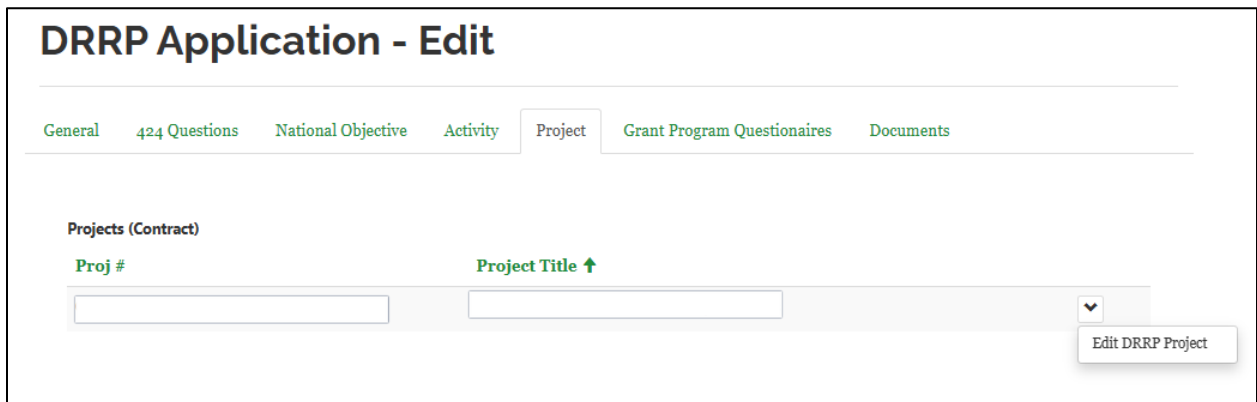 DRRP Application - Edit
General 424 Questions National Objective Activity Project Grant Program Questionaires Documents
Projects (Contract)
Proj # Project Title
Edit DRRP Project